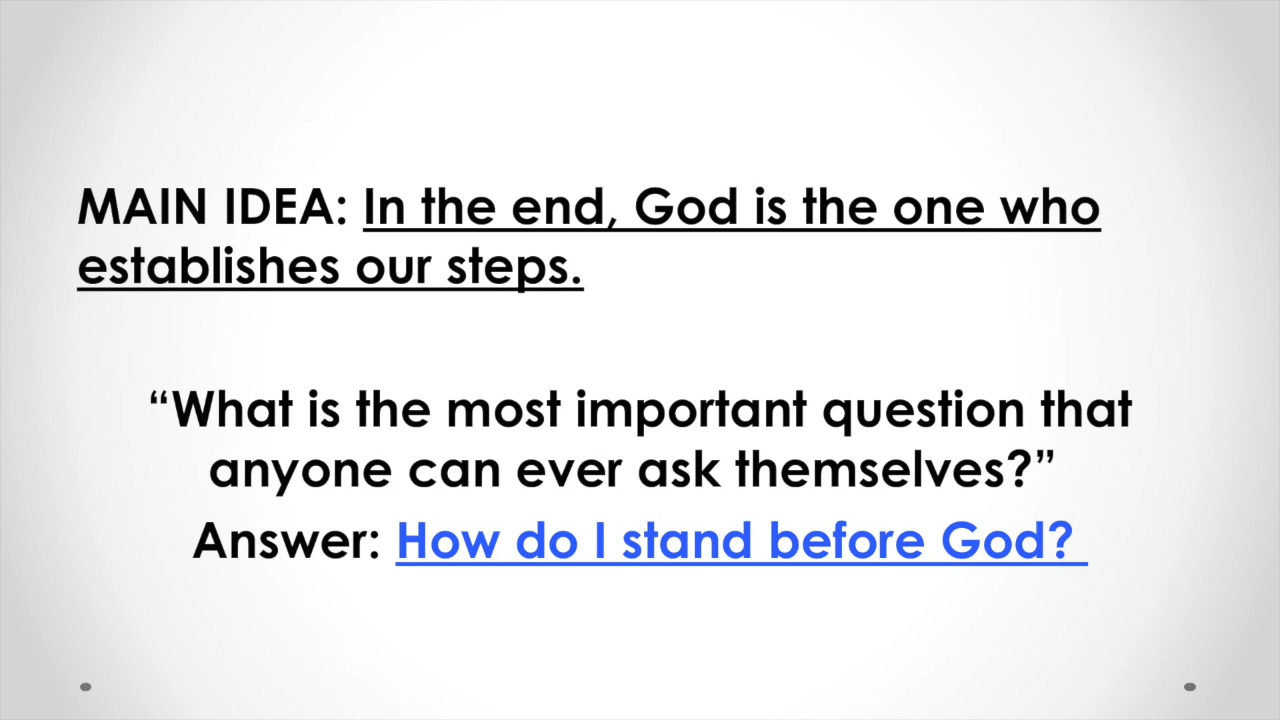 MAIN IDEA: In the end, God is the one who
establishes our steps.
“What is the most important question that
anyone can ever ask themselves?”
Answer: How do I stand before God?